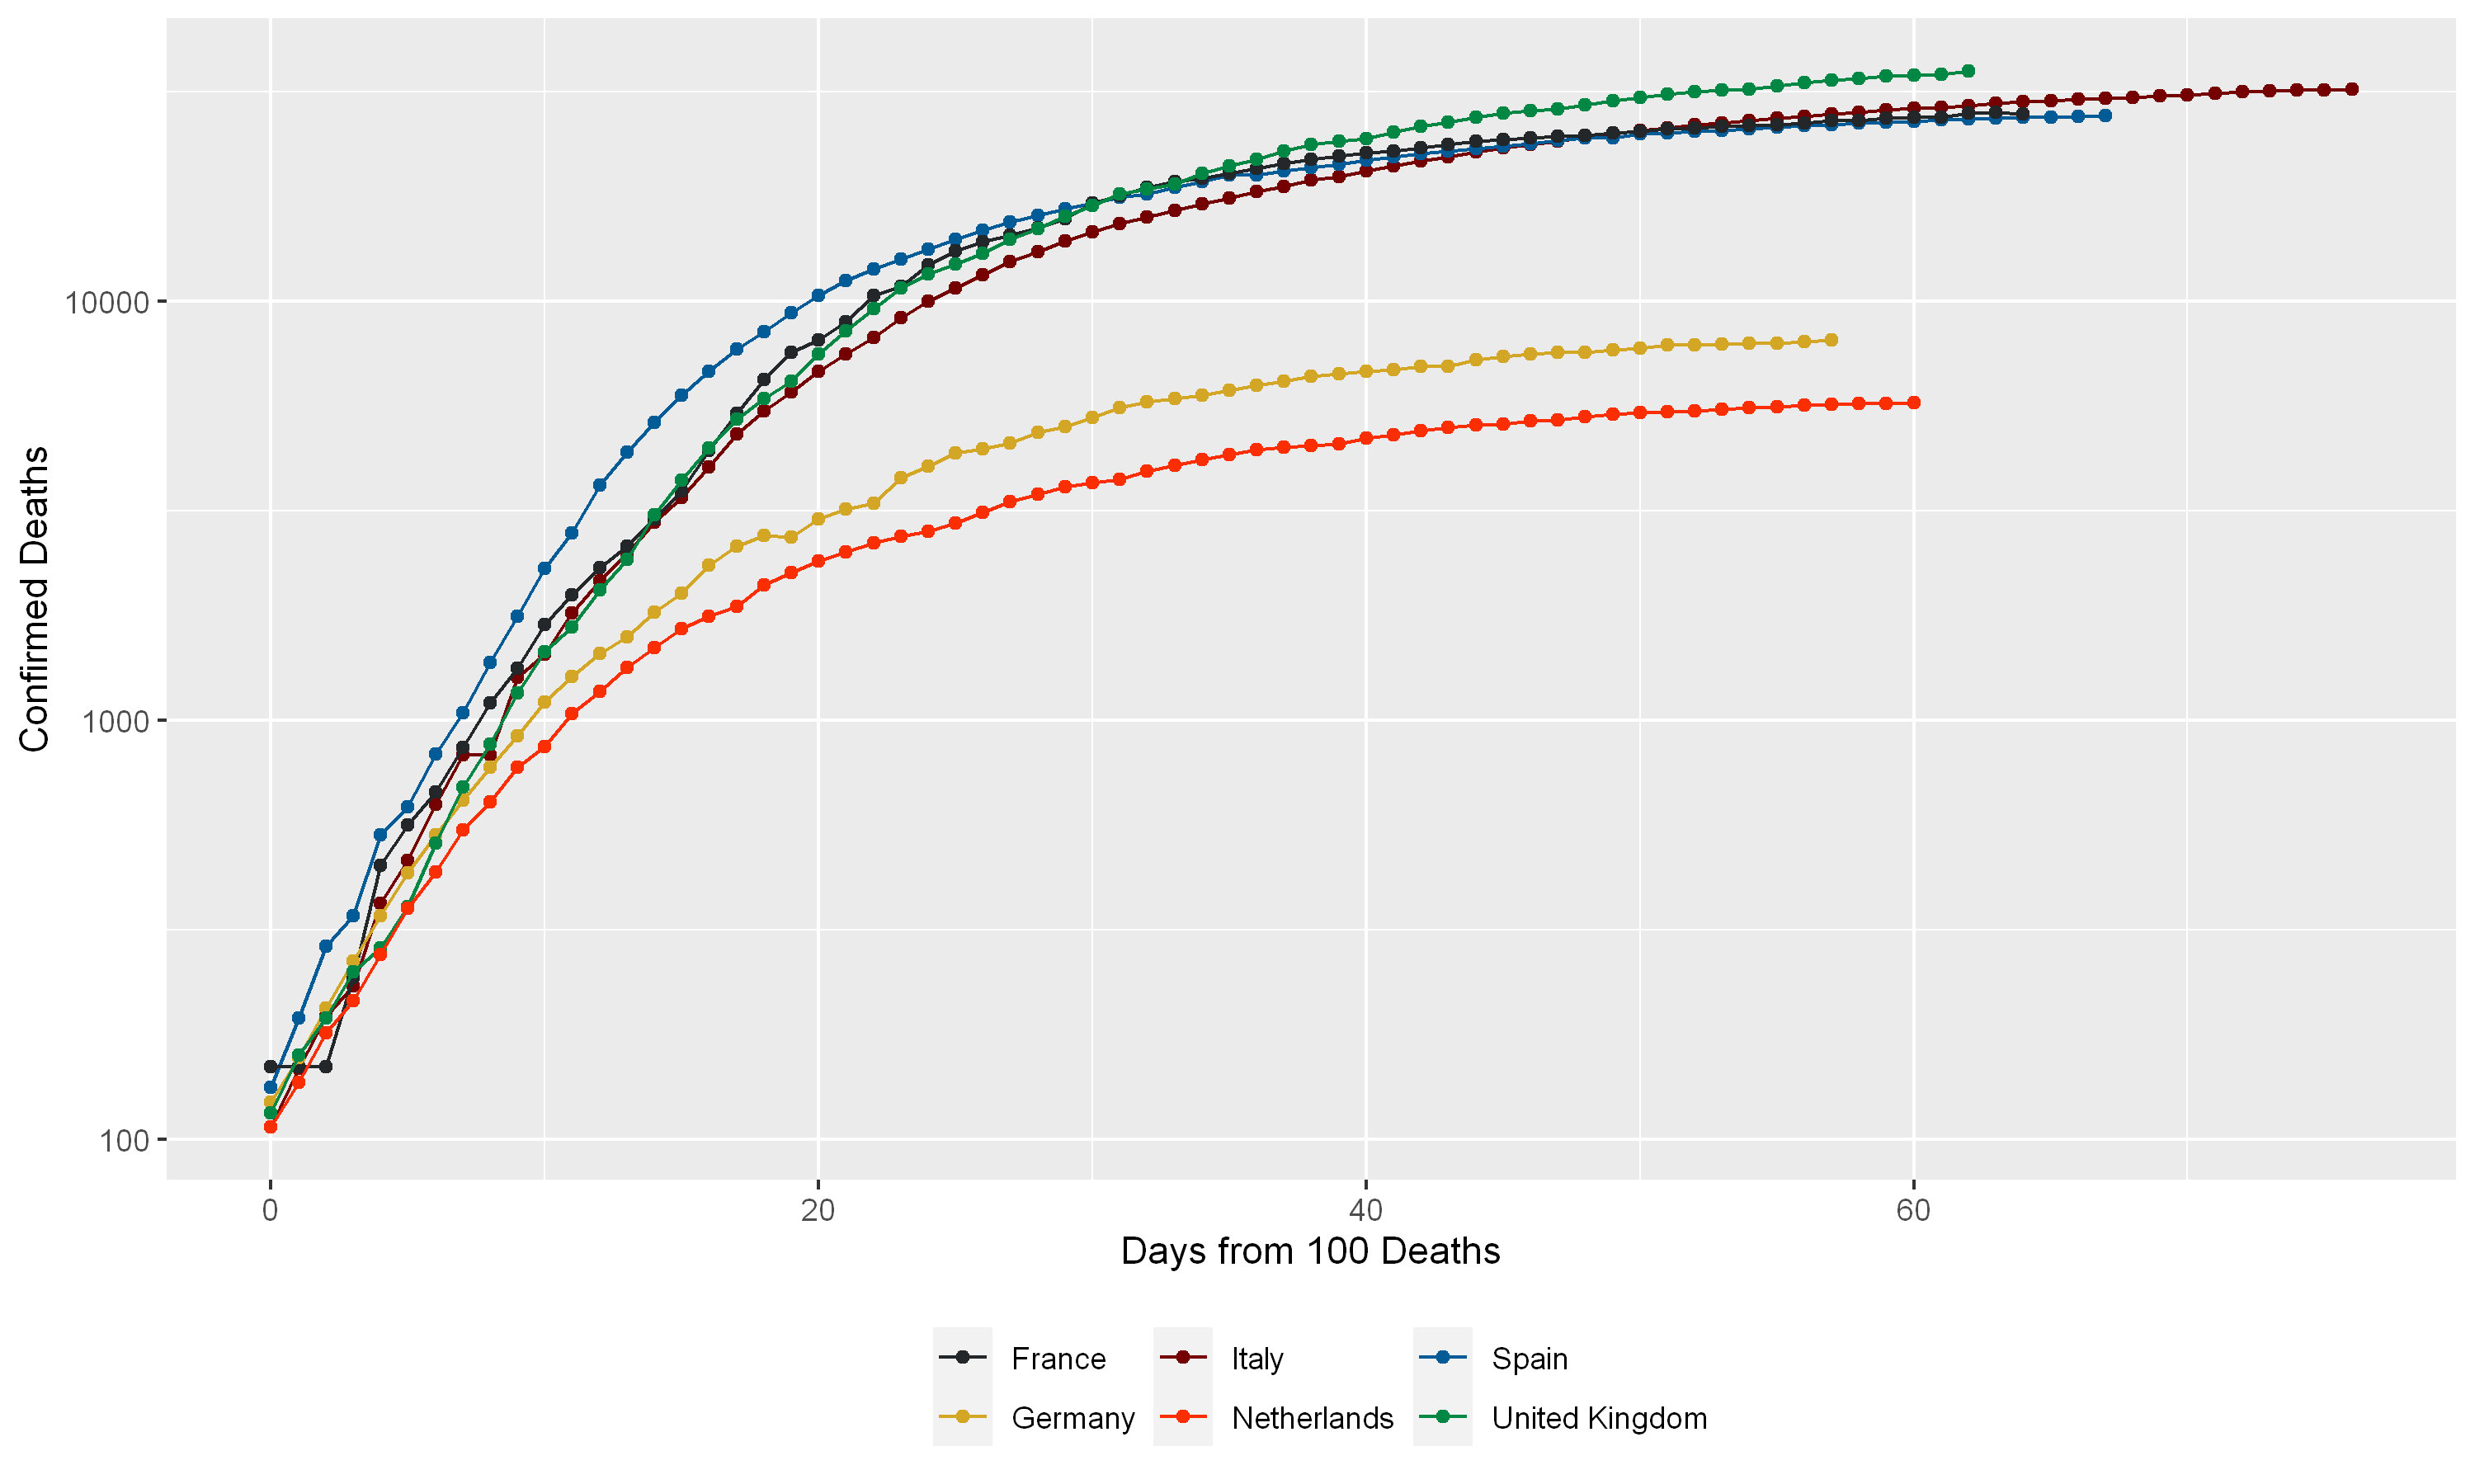 Confirmed Deaths
10000
1000
100
0 20 40 60
Days from 100 Deaths
France Italy Spain
Germany Netherlands United Kingdom